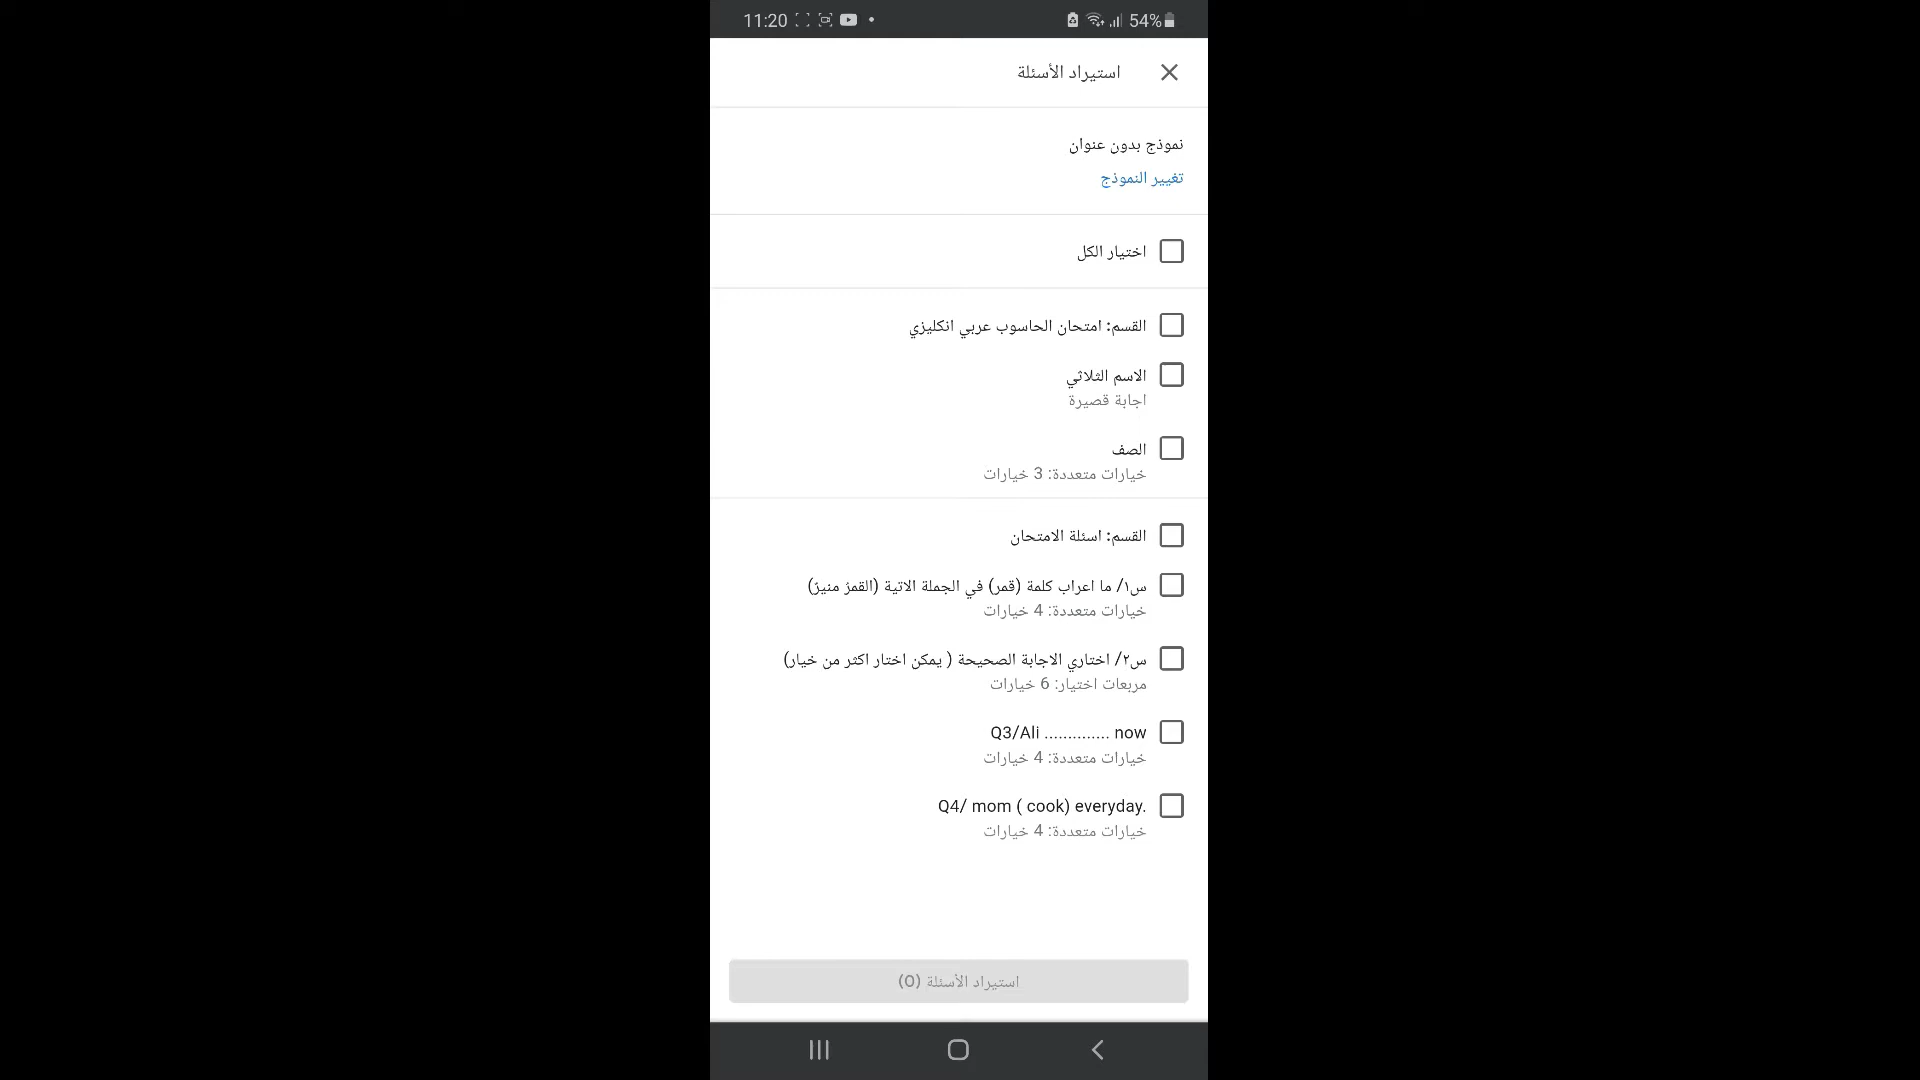 11:20
54%
استيراد الأسئلة
نموذج بدون عنوان
تغيير النموذج
اختيار الكل
القسم: امتحان الحاسوب عربي انكليزي
الاسم الثلاثي
اجابة قصيرة
الصف
خيارات متعددة: 3 خيارات
القسم: اسئلة الامتحان
س١/ ما اعراب كلمة (قمر) في الجملة الاتية (القمرُ منيرٌ)
خيارات متعددة: 4 خيارات
س٢/ اختاري الاجابة الصحيحة ( يمكن اختار اكثر من خيار)
مربعات اختيار: 6 خيارات
Q3/Ali .............. now
خيارات متعددة: 4 خيارات
Q4/ mom ( cook) everyday.
خيارات متعددة: 4 خيارات
استيراد الأسئلة (0)